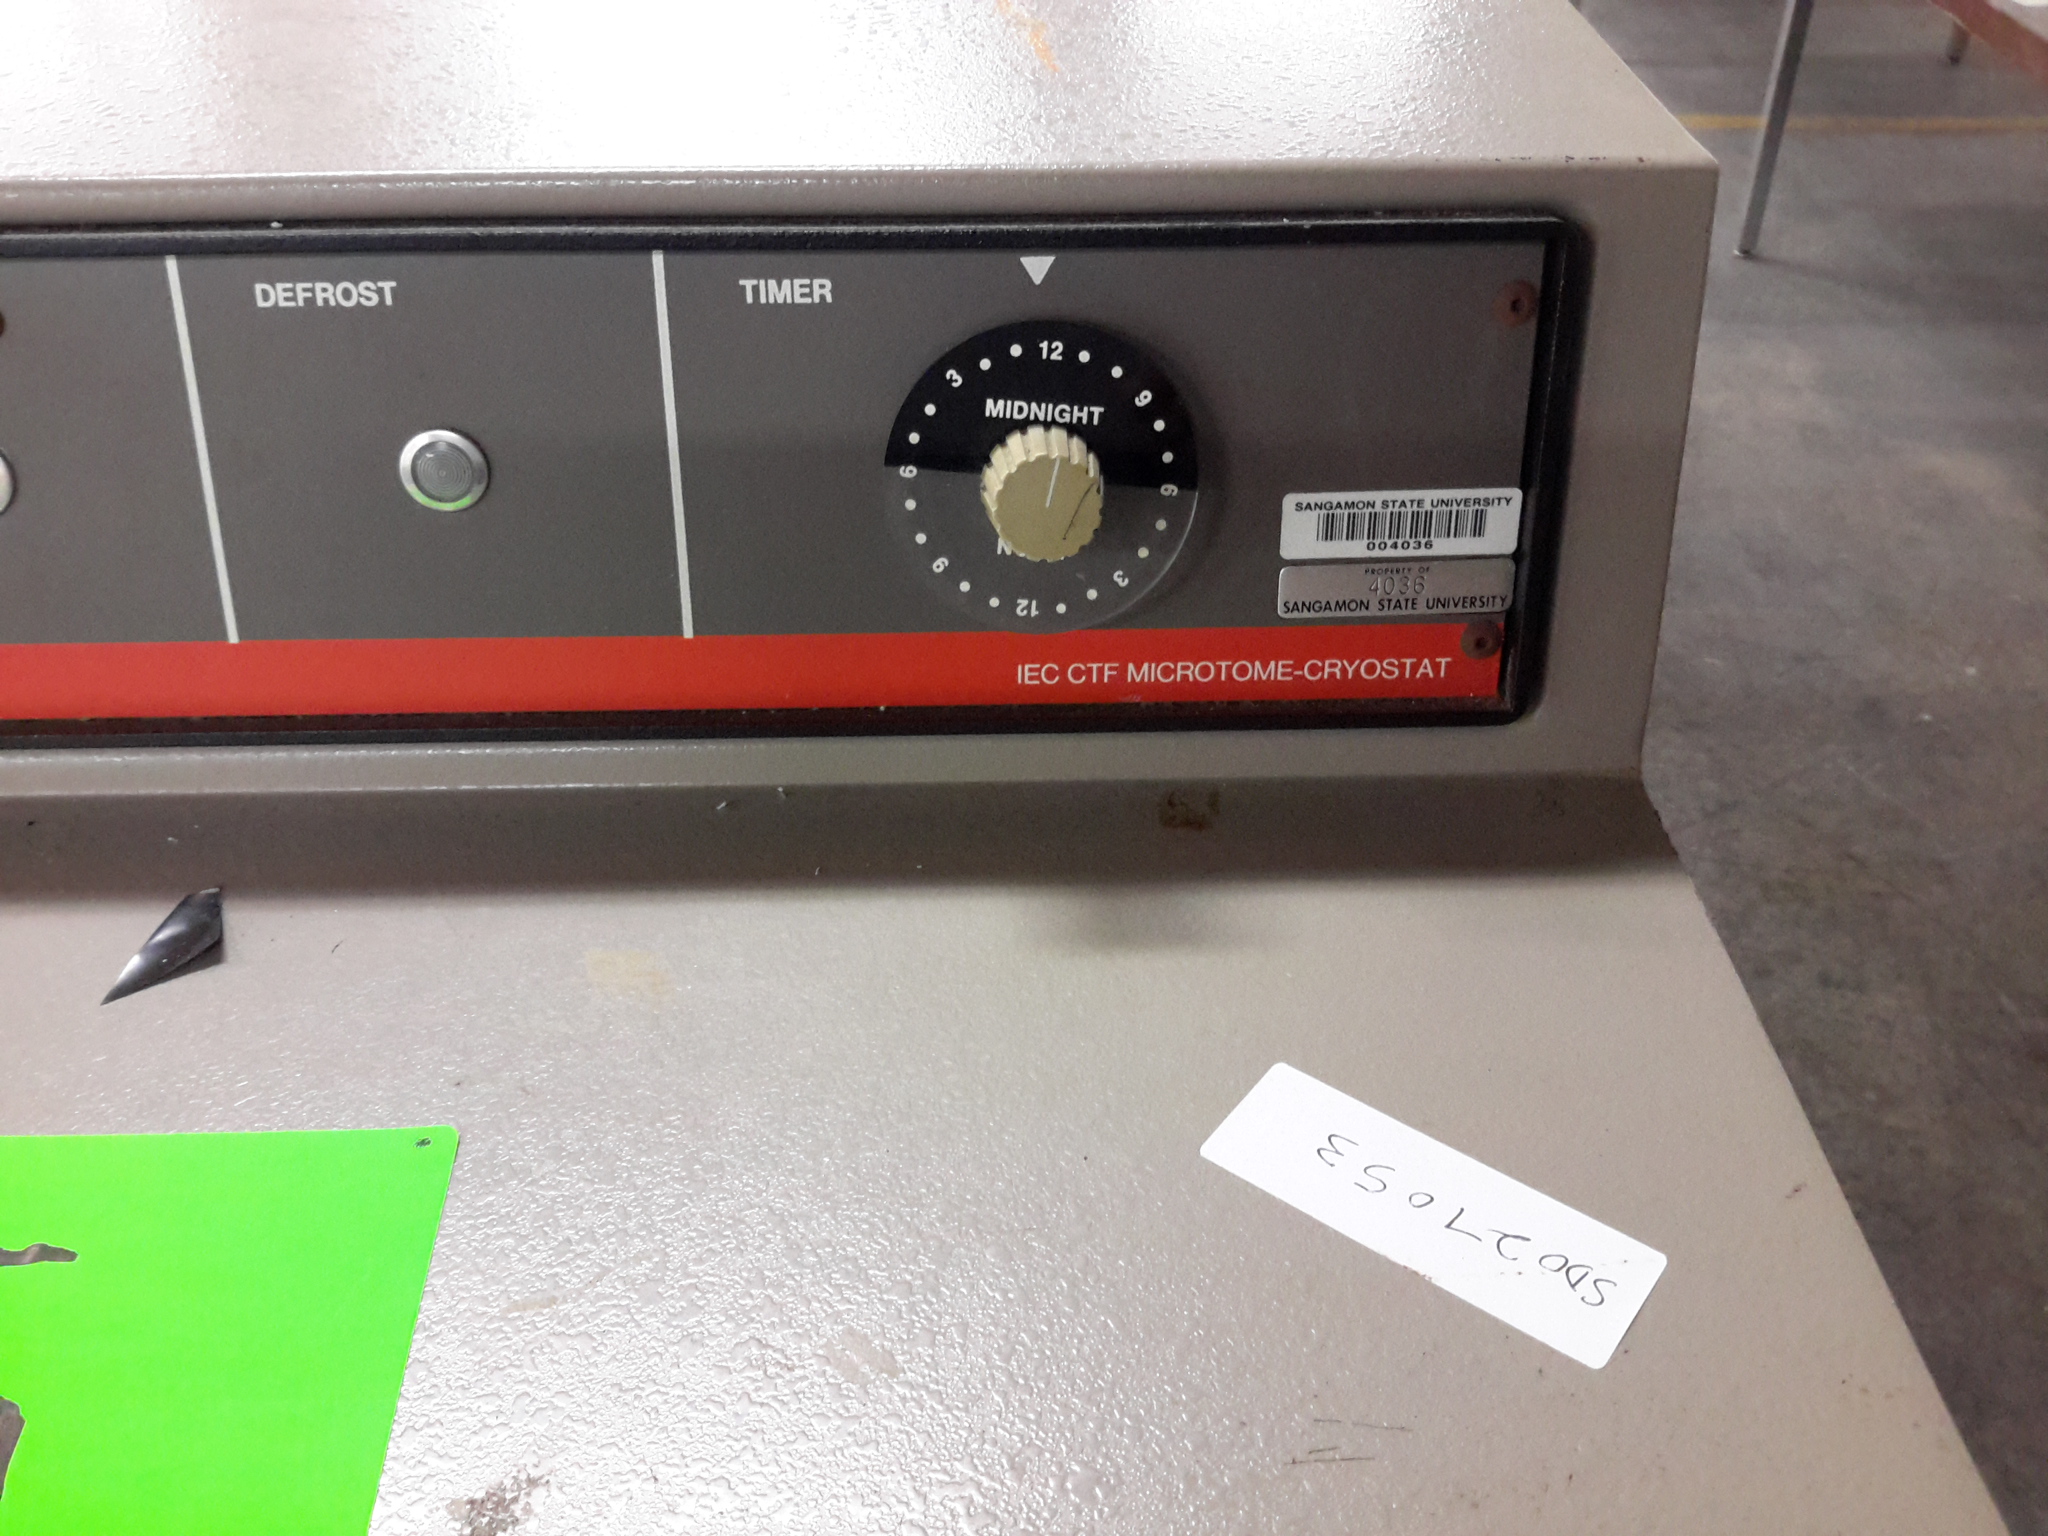 DEFROST
TIMER
12
3
9
MIDNIGHT
6
6
9
3
12
SANGAMON STATE UNIVERSITY
004036
PROPERTY OF
4036
SANGAMON STATE UNIVERSITY
IEC CTF MICROTOME-CRYOSTAT
SD027053